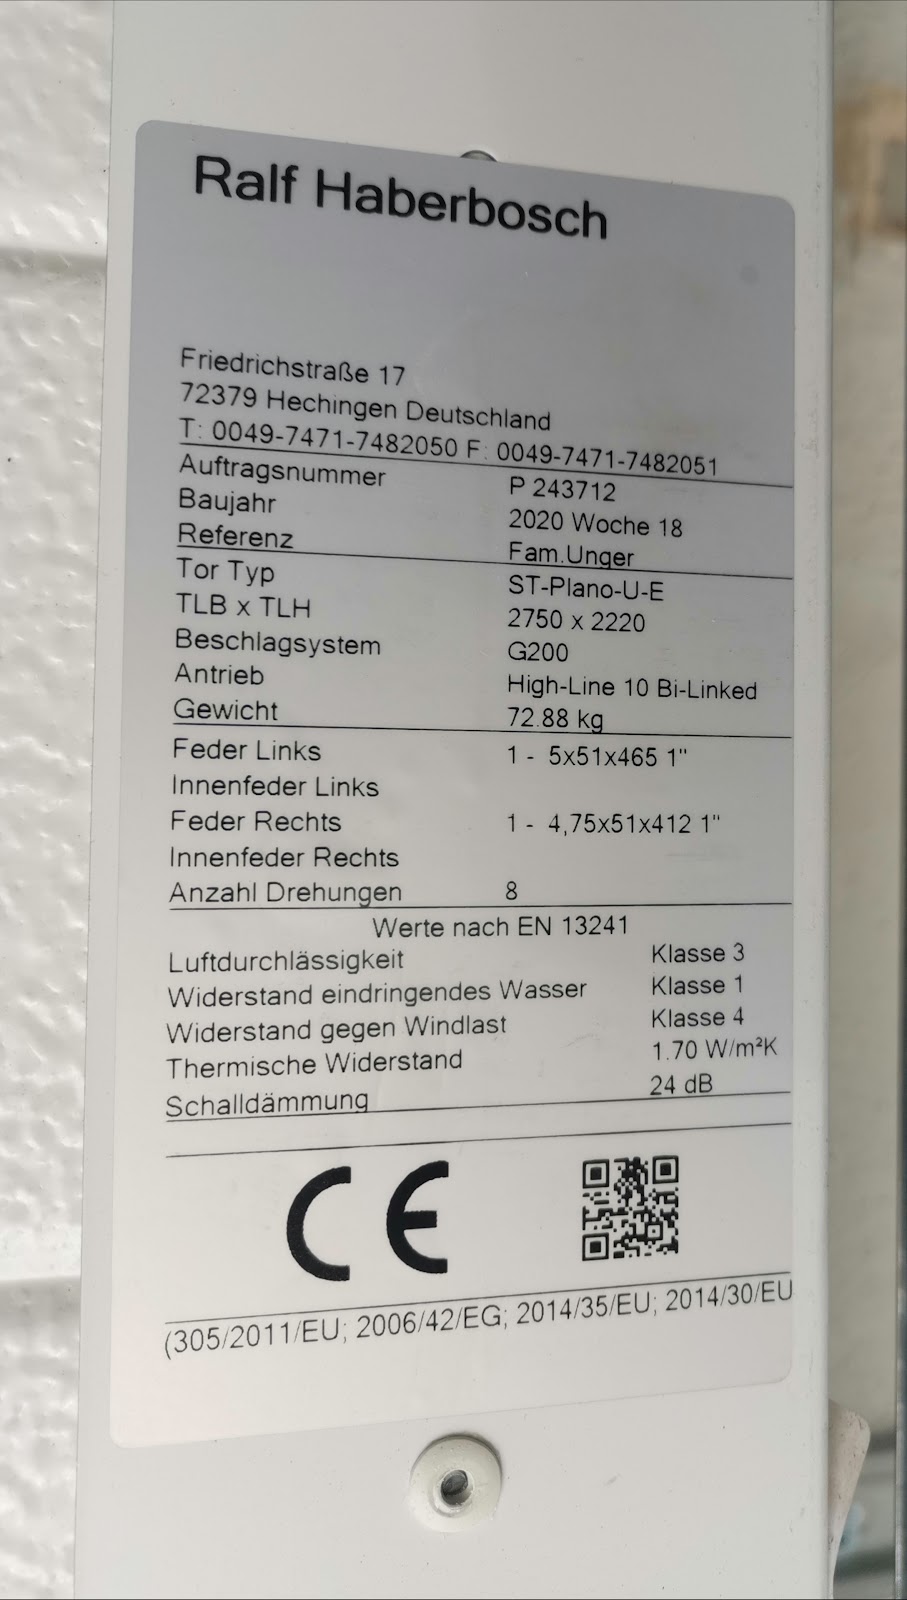 Ralf Haberbosch
Friedrichstraße 17
72379 Hechingen Deutschland
T: 0049-7471-7482050 F: 0049-7471-7482051
Auftragsnummer P 243712
Baujahr 2020 Woche 18
Referenz Fam.Unger
Tor Typ ST-Plano-U-E
TLB x TLH 2750 x 2220
Beschlagsystem G200
Antrieb High-Line 10 Bi-Linked
Gewicht 72.88 kg
Feder Links 1 - 5x51x465 1"
Innenfeder Links
Feder Rechts 1 - 4,75x51x412 1"
Innenfeder Rechts
Anzahl Drehungen 8
Werte nach EN 13241
Luftdurchlässigkeit Klasse 3
Widerstand eindringendes Wasser Klasse 1
Widerstand gegen Windlast Klasse 4
Thermische Widerstand 1.70 W/m²K
Schalldämmung 24 dB
CE
(305/2011/EU; 2006/42/EG; 2014/35/EU; 2014/30/EU